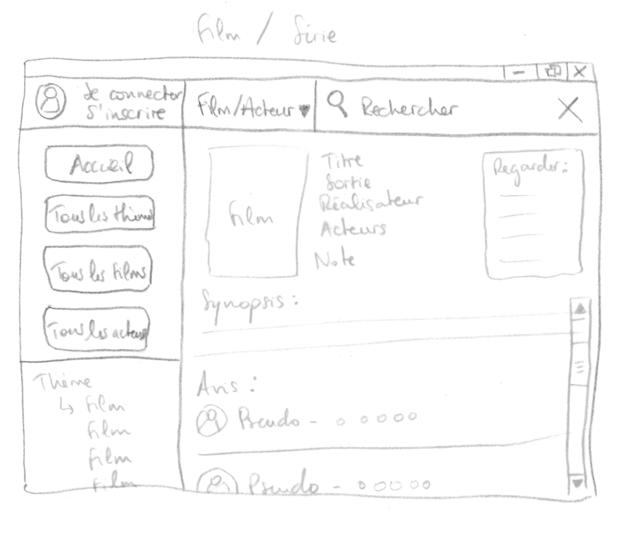 Film / Série
Se connecter
S'inscrire
Film/Acteur
Rechercher
Accueil
Tous les thèmes
Tous les films
Tous les acteurs
Thème
Film
Film
Film
Film
Film
Titre
Sortie
Réalisateur
Acteurs
Note
Regarder :
Synopsis :
Avis :
Pseudo -
Pseudo -